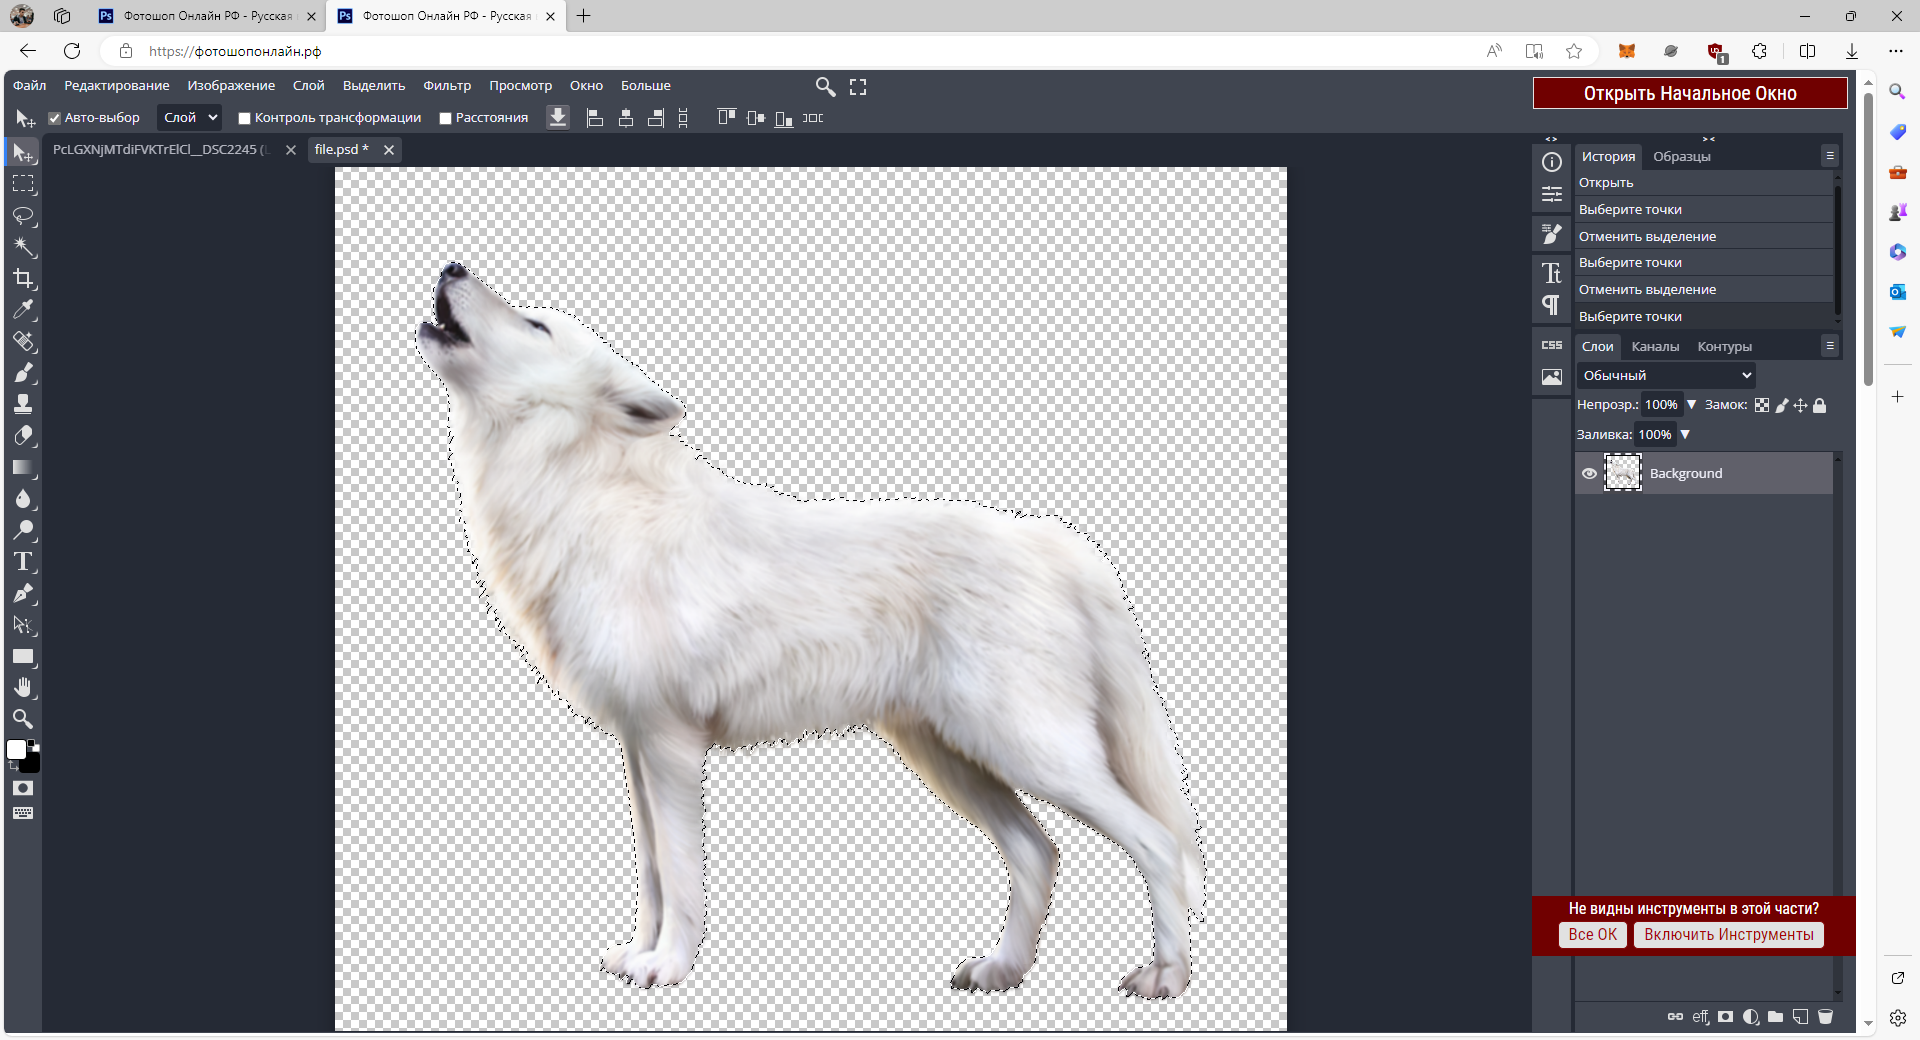 Фотошоп Онлайн РФ - Русская
Фотошоп Онлайн РФ - Русская
https://фотошопонлайн.рф
1
Файл Редактирование Изображение Слой Выделить Фильтр Просмотр Окно Больше
Открыть Начальное Окно
Авто-выбор Слой Контроль трансформации Расстояния
PcLGXNjMTdiFVKTrElCl__DSC2245 (
file.psd *
История Образцы
Открыть
Выберите точки
Отменить выделение
Выберите точки
Отменить выделение
Выберите точки
CSS
Слои Каналы Контуры
Обычный
Непрозр.: 100% Замок:
Заливка: 100%
Background
Не видны инструменты в этой части?
Все ОК Включить Инструменты
eff